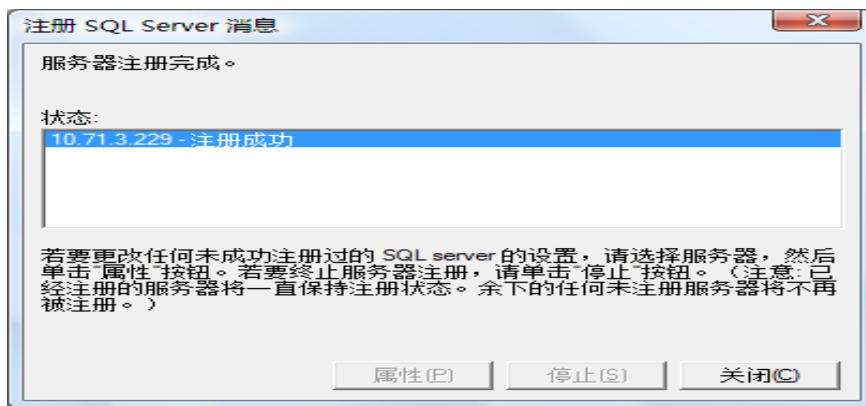 注册 SQL Server 消息
服务器注册完成。
状态:
10.71.3.229 - 注册成功
若要更改任何未成功注册过的 SQL server 的设置，请选择服务器，然后
单击"属性"按钮。若要终止服务器注册，请单击"停止"按钮。（注意: 已
经注册的服务器将一直保持注册状态。余下的任何未注册服务器将不再
被注册。）
属性(P)
停止(S)
关闭(C)